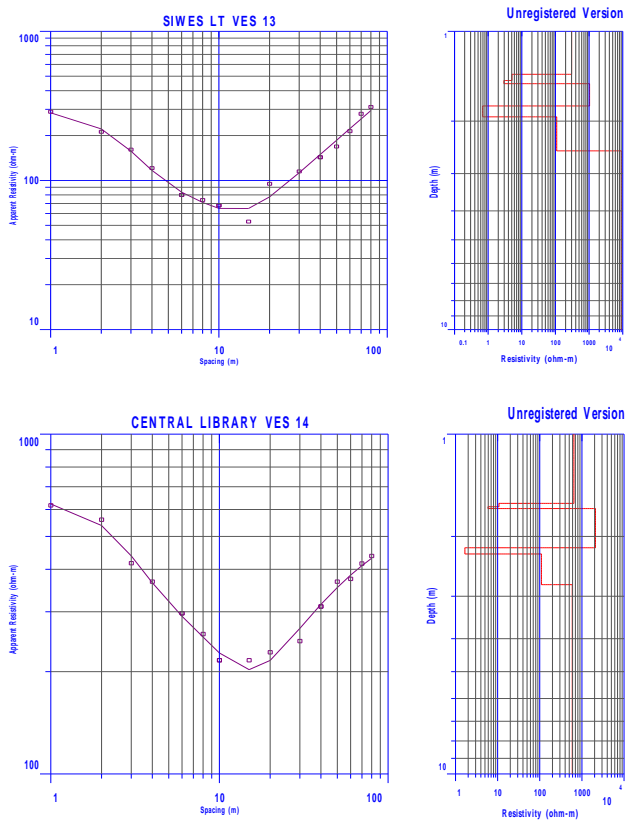 SIWES LT VES 13
1000
100
10
Apparent Resistivity (ohm-m)
1 10 100
Spacing (m)
Unregistered Version
1
10
Depth (m)
0.1 1 10 100 1000 10 4
Resistivity (ohm-m)
CENTRAL LIBRARY VES 14
1000
100
Apparent Resistivity (ohm-m)
1 10 100
Spacing (m)
Unregistered Version
1
10
Depth (m)
1 10 100 1000 10 4
Resistivity (ohm-m)